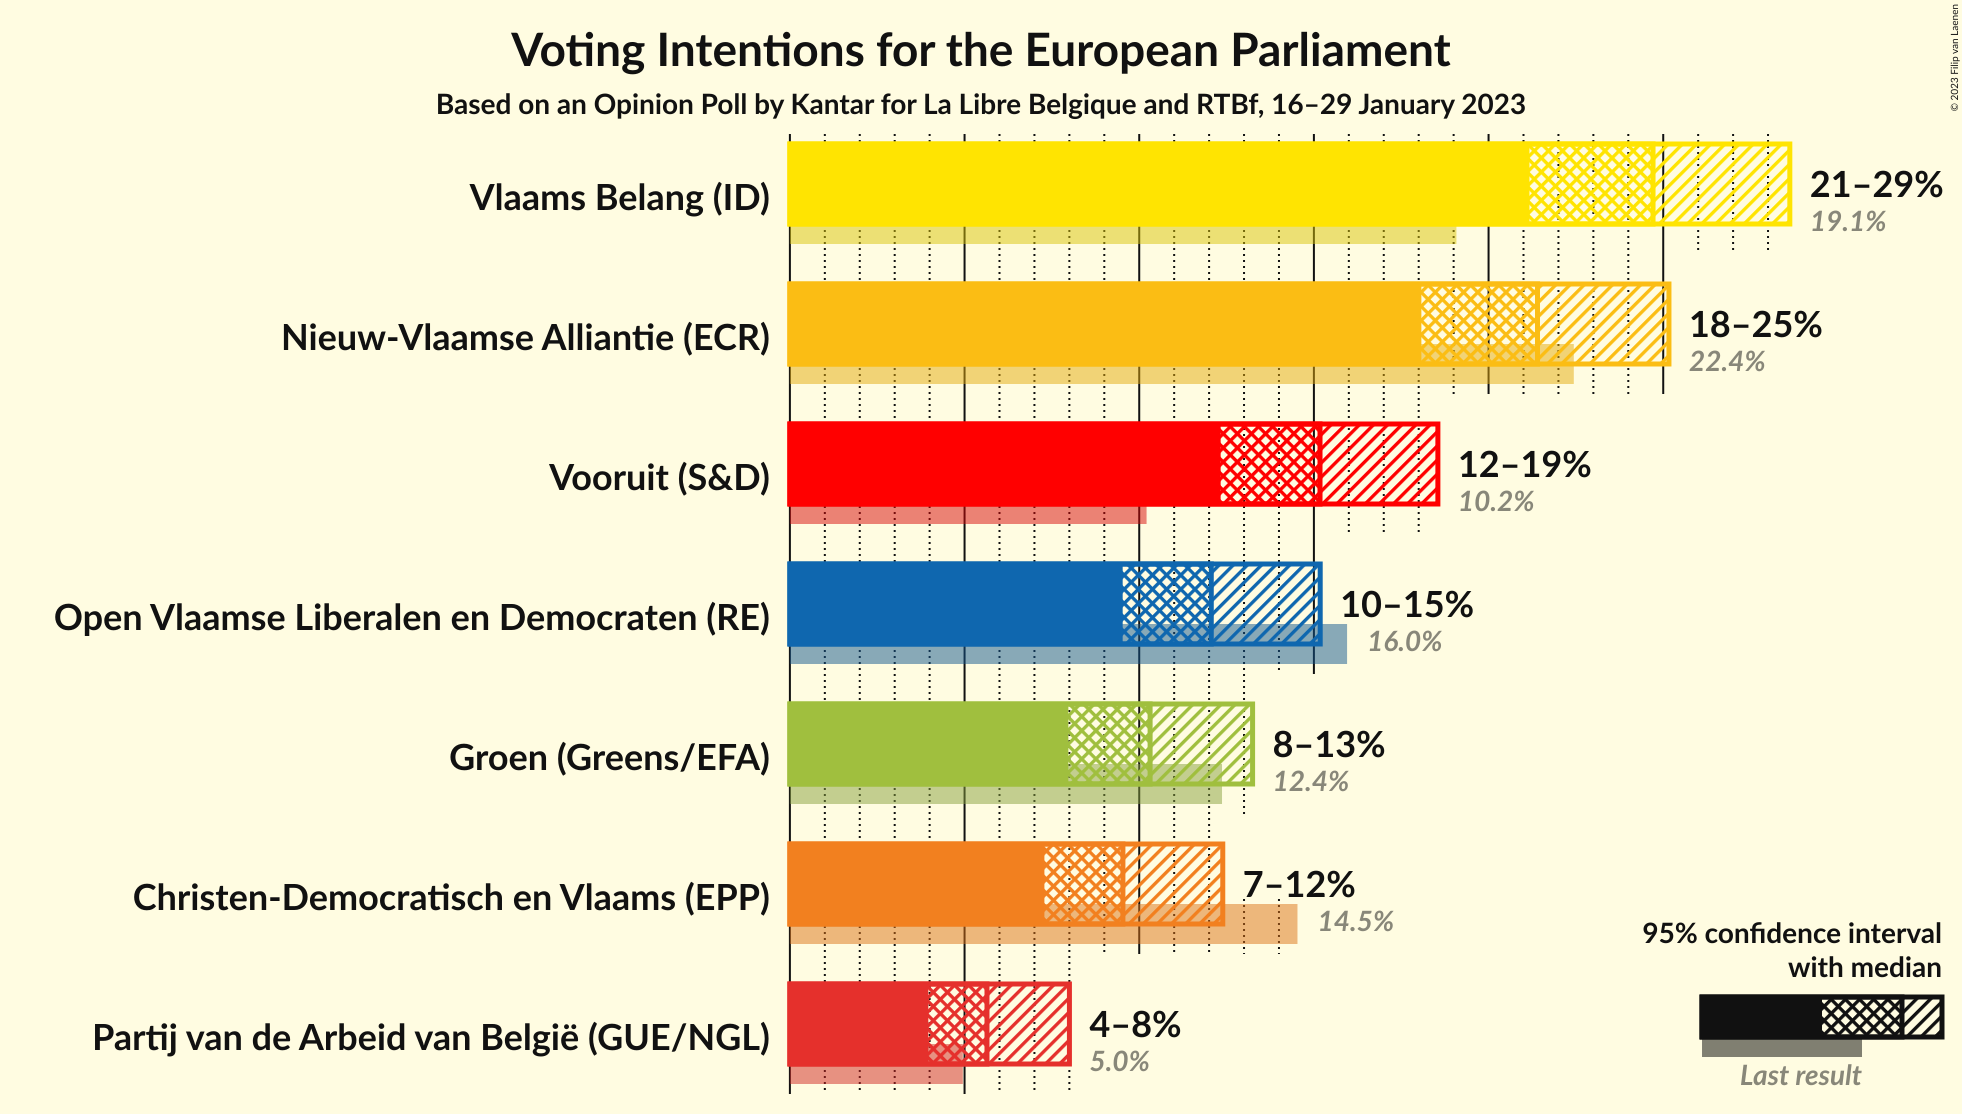 © 2023 Filip van Laenen
Voting Intentions for the European Parliament
Based on an Opinion Poll by Kantar for La Libre Belgique and RTBf, 16–29 January 2023
Vlaams Belang (ID)
21–29%
19.1%
Nieuw-Vlaamse Alliantie (ECR)
18–25%
22.4%
Vooruit (S&D)
12–19%
10.2%
Open Vlaamse Liberalen en Democraten (RE)
10–15%
16.0%
Groen (Greens/EFA)
8–13%
12.4%
Christen-Democratisch en Vlaams (EPP)
7–12%
14.5%
Partij van de Arbeid van België (GUE/NGL)
4–8%
5.0%
95% confidence interval
with median
Last result